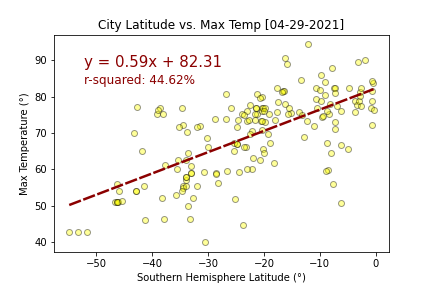 City Latitude vs. Max Temp [04-29-2021]
y = 0.59x + 82.31
r-squared: 44.62%
Max Temperature (°)
90
80
70
60
50
40
−50 −40 −30 −20 −10 0
Southern Hemisphere Latitude (°)